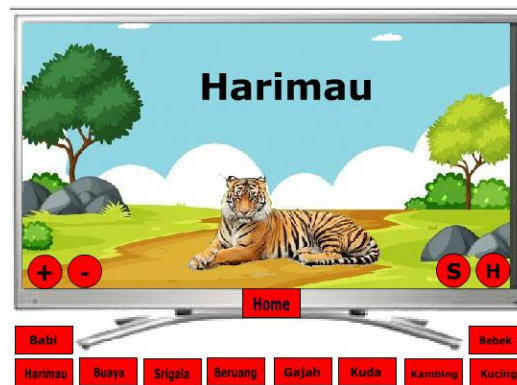 Harimau
+ - S H
Home
Babi Bebek
Harimau Buaya Srigala Beruang Gajah Kuda Kambing Kucing